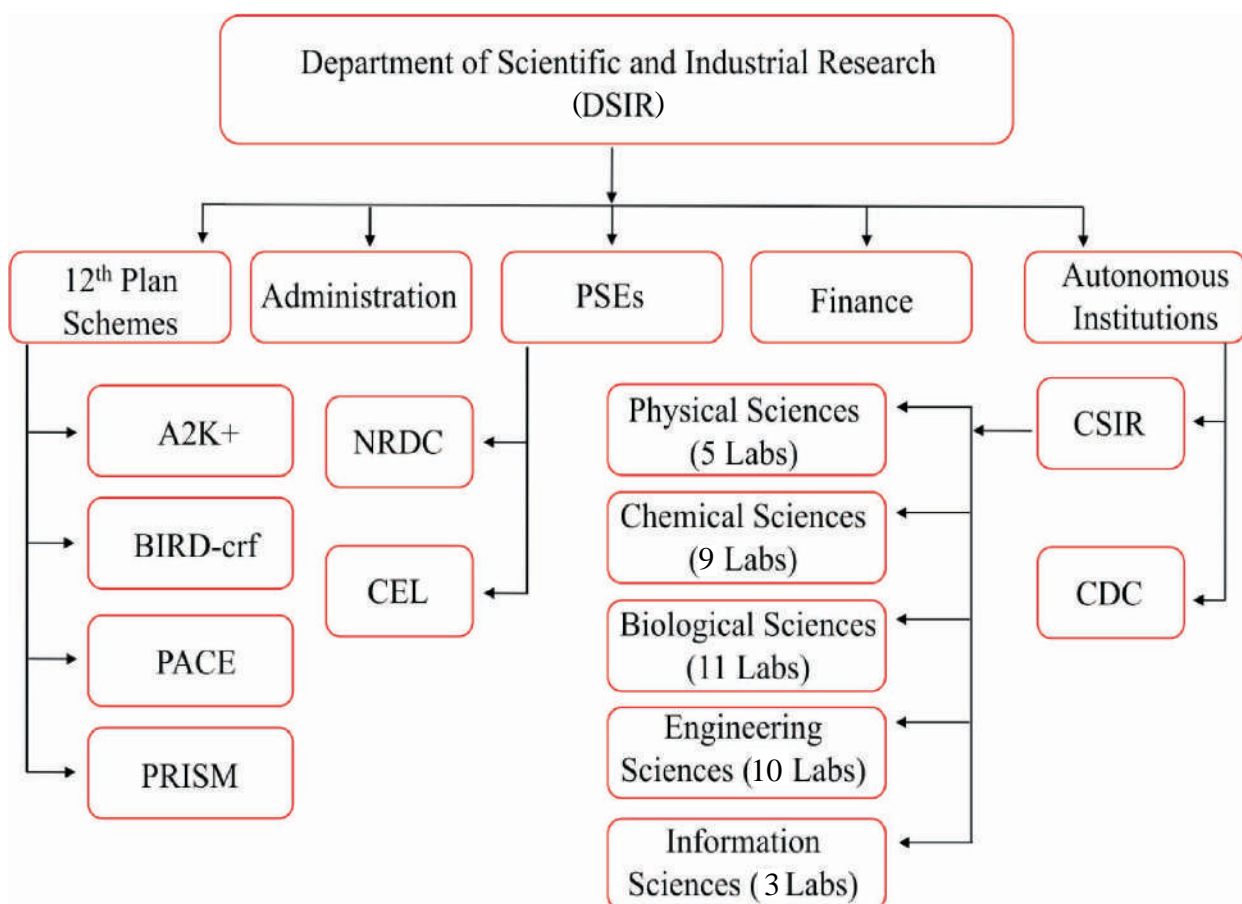 Department of Scientific and Industrial Research
(DSIR)
12th Plan
Schemes
Administration
PSEs
Finance
Autonomous
Institutions
A2K+
BIRD-crf
PACE
PRISM
NRDC
CEL
Physical Sciences
(5 Labs)
Chemical Sciences
(9 Labs)
Biological Sciences
(11 Labs)
Engineering
Sciences (10 Labs)
Information
Sciences (3 Labs)
CSIR
CDC